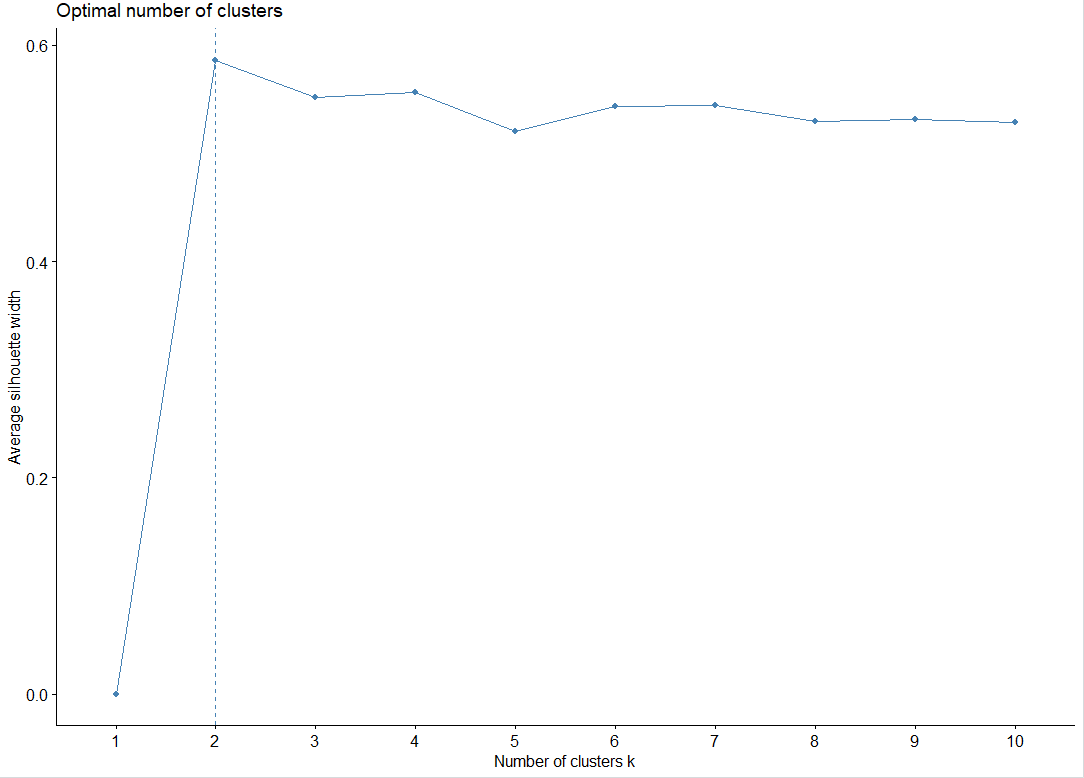 Optimal number of clusters
0.6
0.4
0.2
0.0
Average silhouette width
1 2 3 4 5 6 7 8 9 10
Number of clusters k